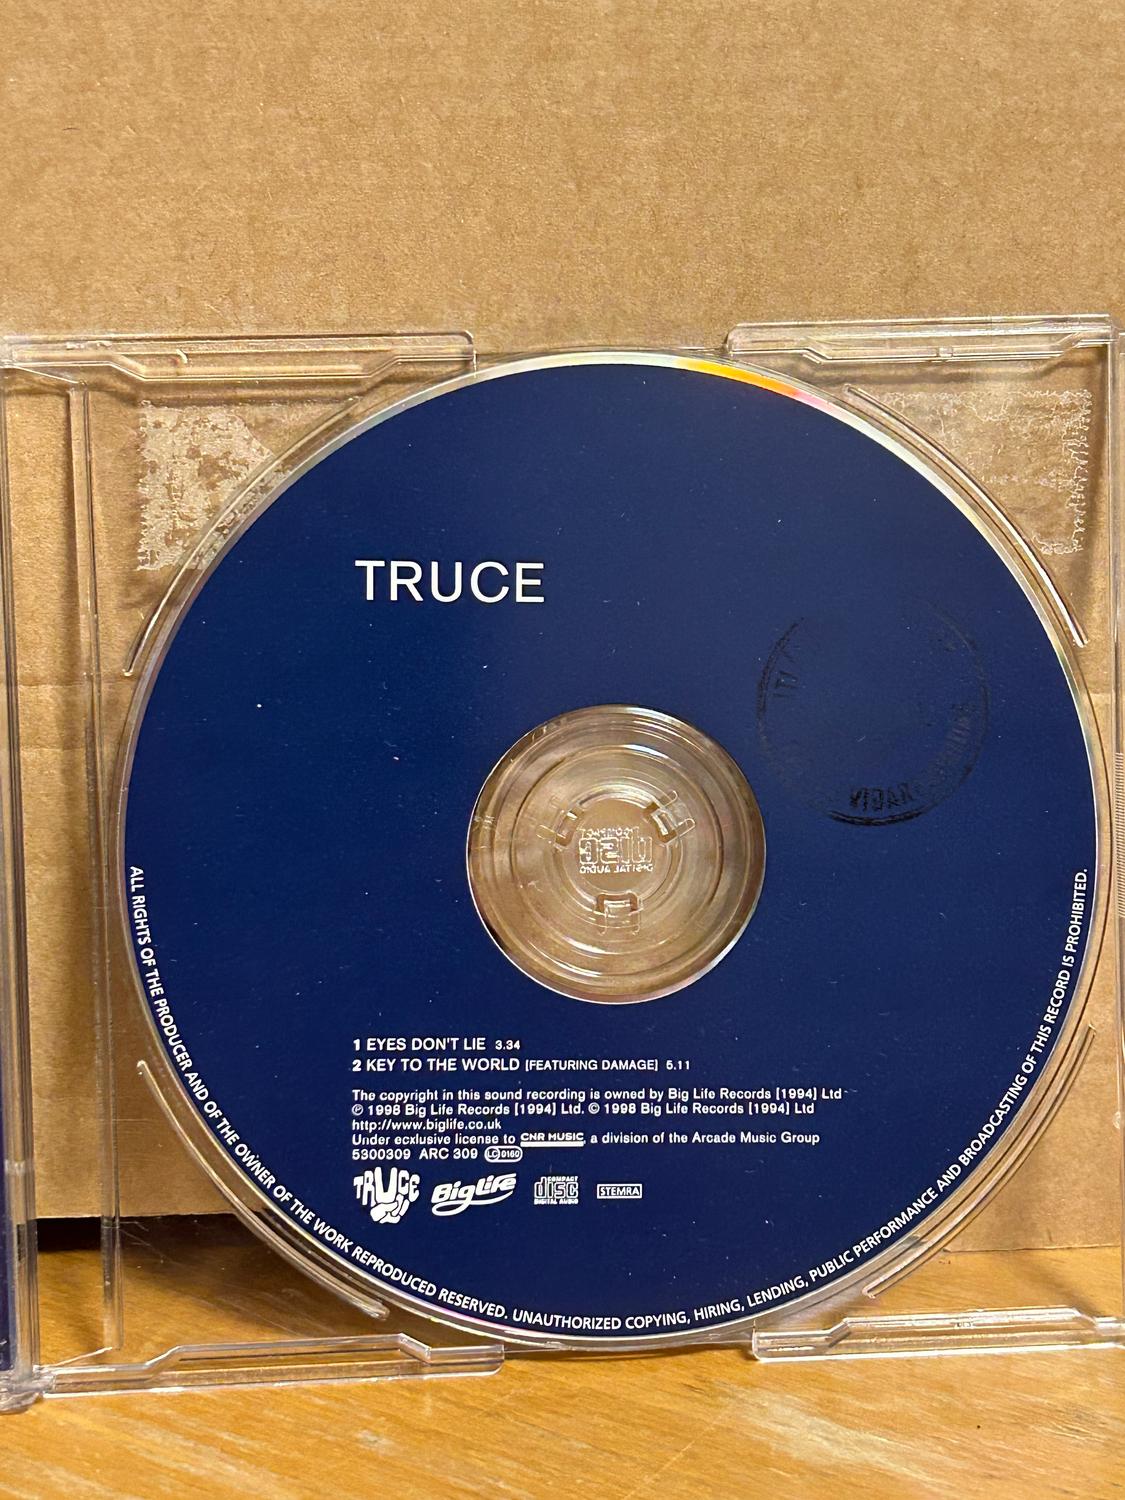 TRUCE
1 EYES DON'T LIE 3.34
2 KEY TO THE WORLD [FEATURING DAMAGE] 5.11
The copyright in this sound recording is owned by Big Life Records [1994] Ltd
℗ 1998 Big Life Records [1994] Ltd. © 1998 Big Life Records [1994] Ltd
http://www.biglife.co.uk
Under ecxlusive license to CNR MUSIC, a division of the Arcade Music Group
5300309 ARC 309 LC 0160
TRUCE Big Life COMPACT disc DIGITAL AUDIO STEMRA
ALL RIGHTS OF THE PRODUCER AND OF THE OWNER OF THE WORK REPRODUCED RESERVED. UNAUTHORIZED COPYING, HIRING, LENDING, PUBLIC PERFORMANCE AND BROADCASTING OF THIS RECORD IS PROHIBITED.